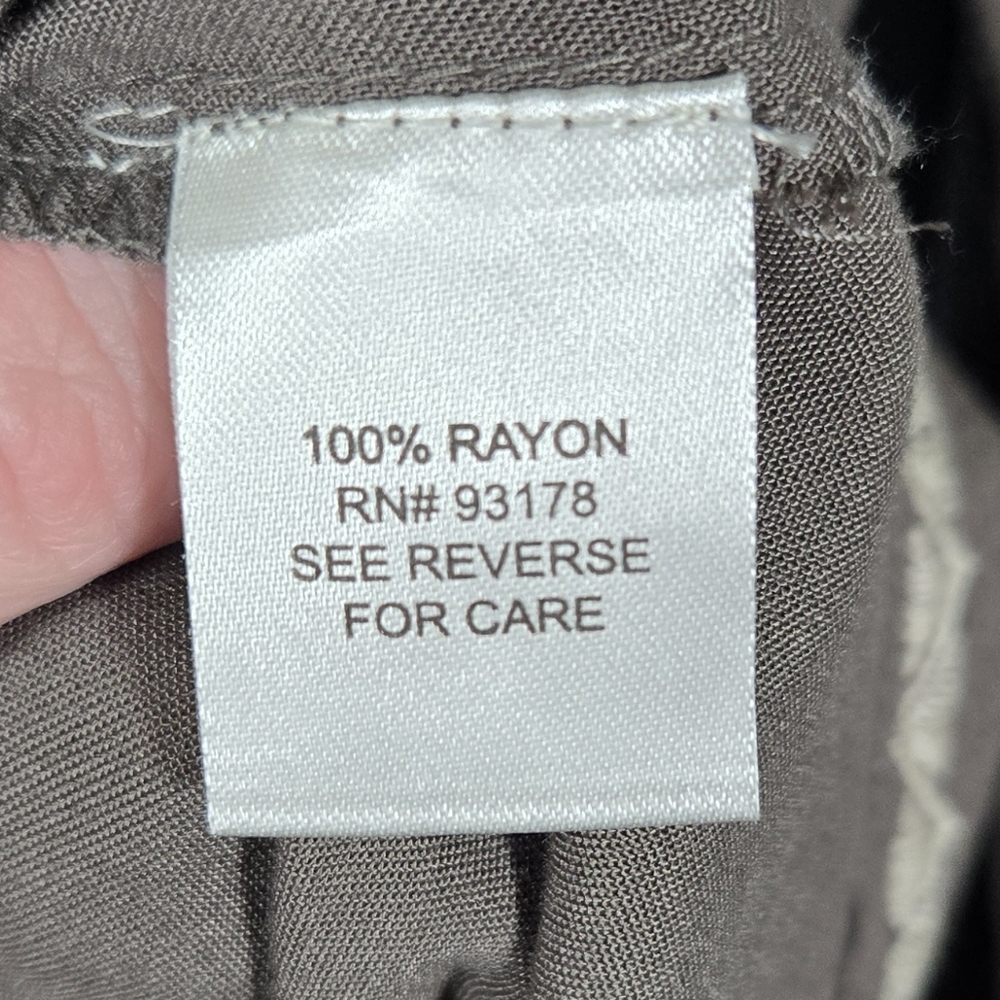 100% RAYON
RN# 93178
SEE REVERSE
FOR CARE